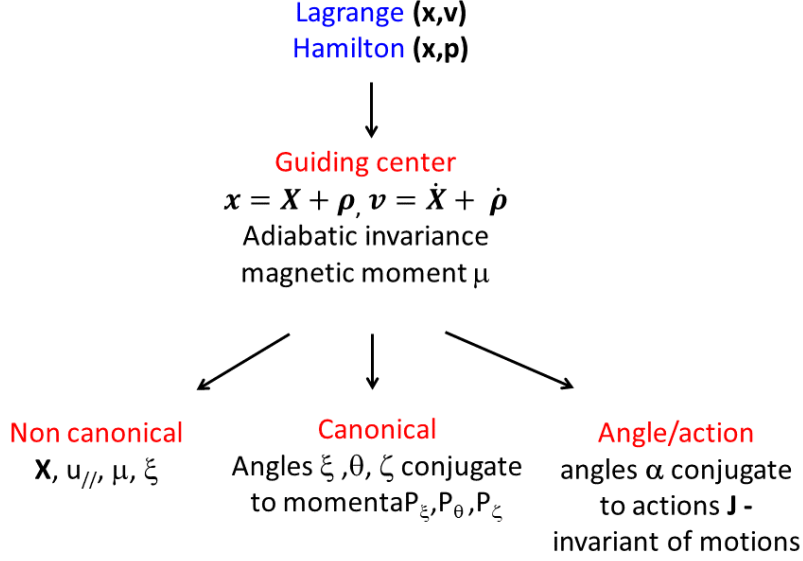 Lagrange (x,v)
Hamilton (x,p)
Guiding center
x = X + ρ, v = Ẋ + ρ̇
Adiabatic invariance
magnetic moment μ
Non canonical
X, u//, μ, ξ
Canonical
Angles ξ ,θ, ζ conjugate
to momentaPξ,Pθ,Pζ
Angle/action
angles α conjugate
to actions J -
invariant of motions